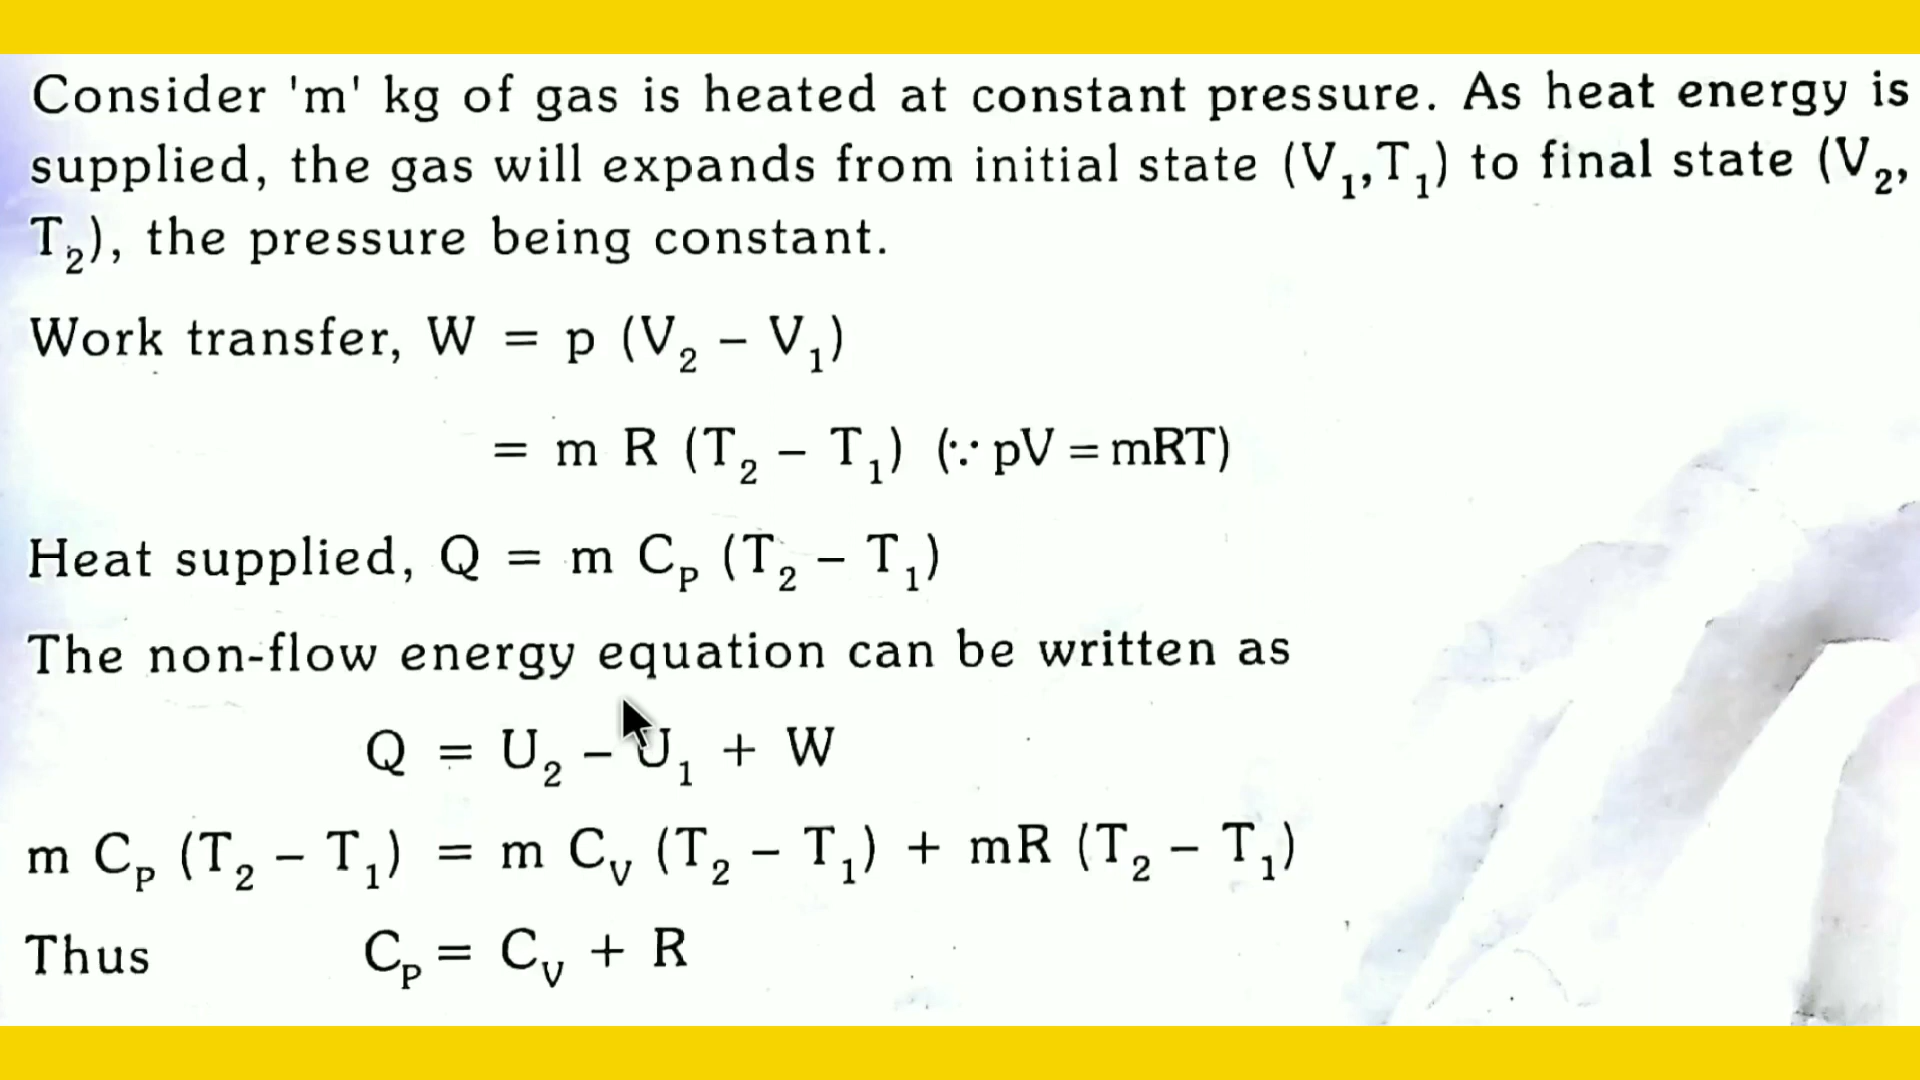 Consider 'm' kg of gas is heated at constant pressure. As heat energy is
supplied, the gas will expands from initial state (V₁,T₁) to final state (V₂,
T₂), the pressure being constant.
Work transfer, W = p (V₂ – V₁)
= m R (T₂ – T₁) (∵ pV = mRT)
Heat supplied, Q = m Cₚ (T₂ – T₁)
The non-flow energy equation can be written as
Q = U₂ – U₁ + W
m Cₚ (T₂ – T₁) = m Cᵥ (T₂ – T₁) + mR (T₂ – T₁)
Thus Cₚ = Cᵥ + R